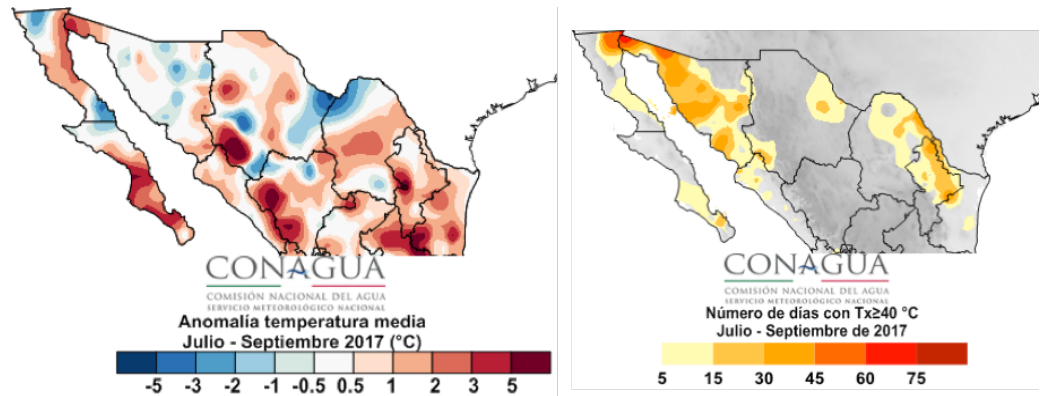 CONAGUA
COMISIÓN NACIONAL DEL AGUA
SERVICIO METEOROLÓGICO NACIONAL
Anomalía temperatura media
Julio - Septiembre 2017 (°C)
-5 -3 -2 -1 -0.5 0.5 1 2 3 5
CONAGUA
COMISIÓN NACIONAL DEL AGUA
SERVICIO METEOROLÓGICO NACIONAL
Número de días con Tx≥40 °C
Julio - Septiembre de 2017
5 15 30 45 60 75